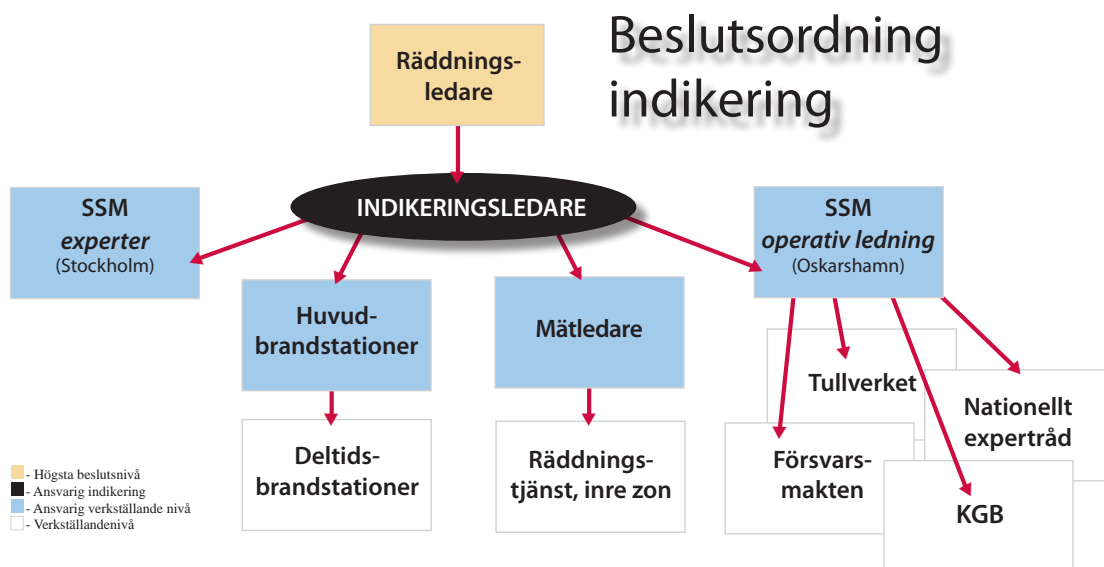 Beslutsordning
indikering
Räddnings-
ledare
INDIKERINGSLEDARE
SSM
experter
(Stockholm)
SSM
operativ ledning
(Oskarshamn)
Huvud-
brandstationer
Mätledare
Tullverket
Nationellt
expertråd
Deltids-
brandstationer
Räddnings-
tjänst, inre zon
Försvars-
makten
KGB
- Högsta beslutsnivå
- Ansvarig indikering
- Ansvarig verkställande nivå
- Verkställandenivå